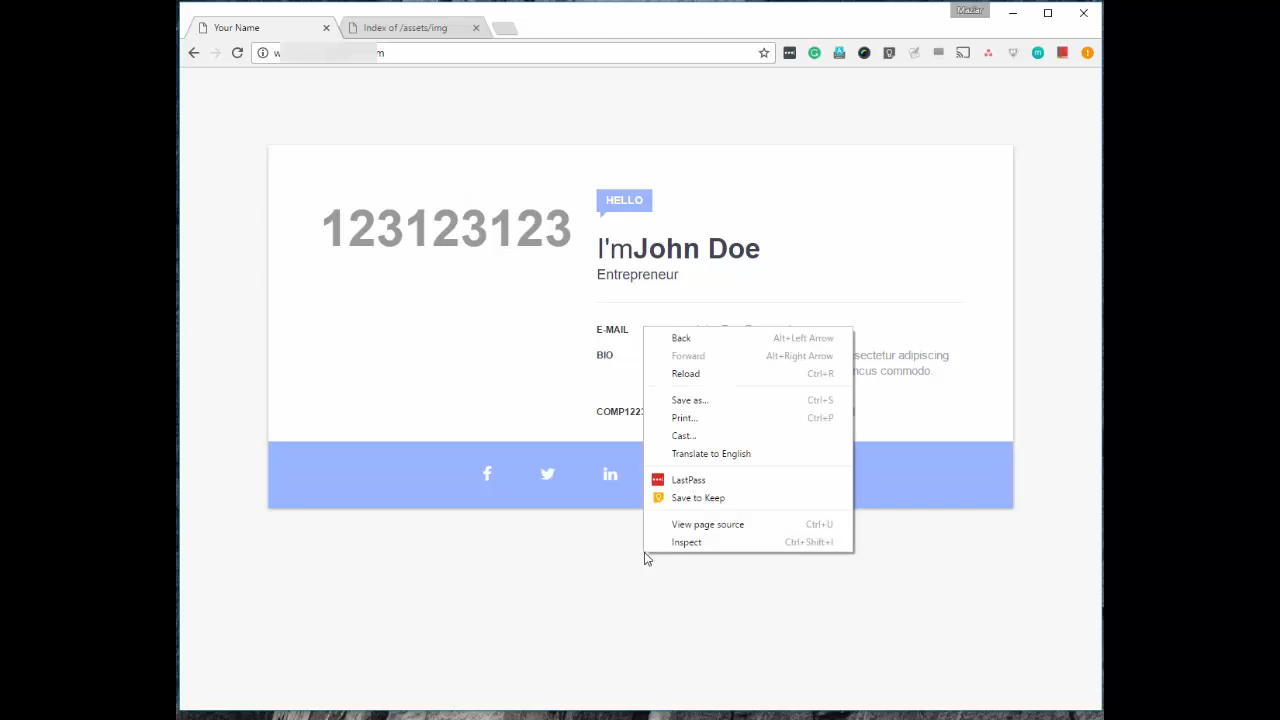 Maziar
Your Name
Index of /assets/img
w
m
HELLO
123123123
I'mJohn Doe
Entrepreneur
E-MAIL
BIO
sectetur adipiscing
ncus commodo.
COMP122
Back Alt+Left Arrow
Forward Alt+Right Arrow
Reload Ctrl+R
Save as... Ctrl+S
Print... Ctrl+P
Cast...
Translate to English
LastPass
Save to Keep
View page source Ctrl+U
Inspect Ctrl+Shift+I